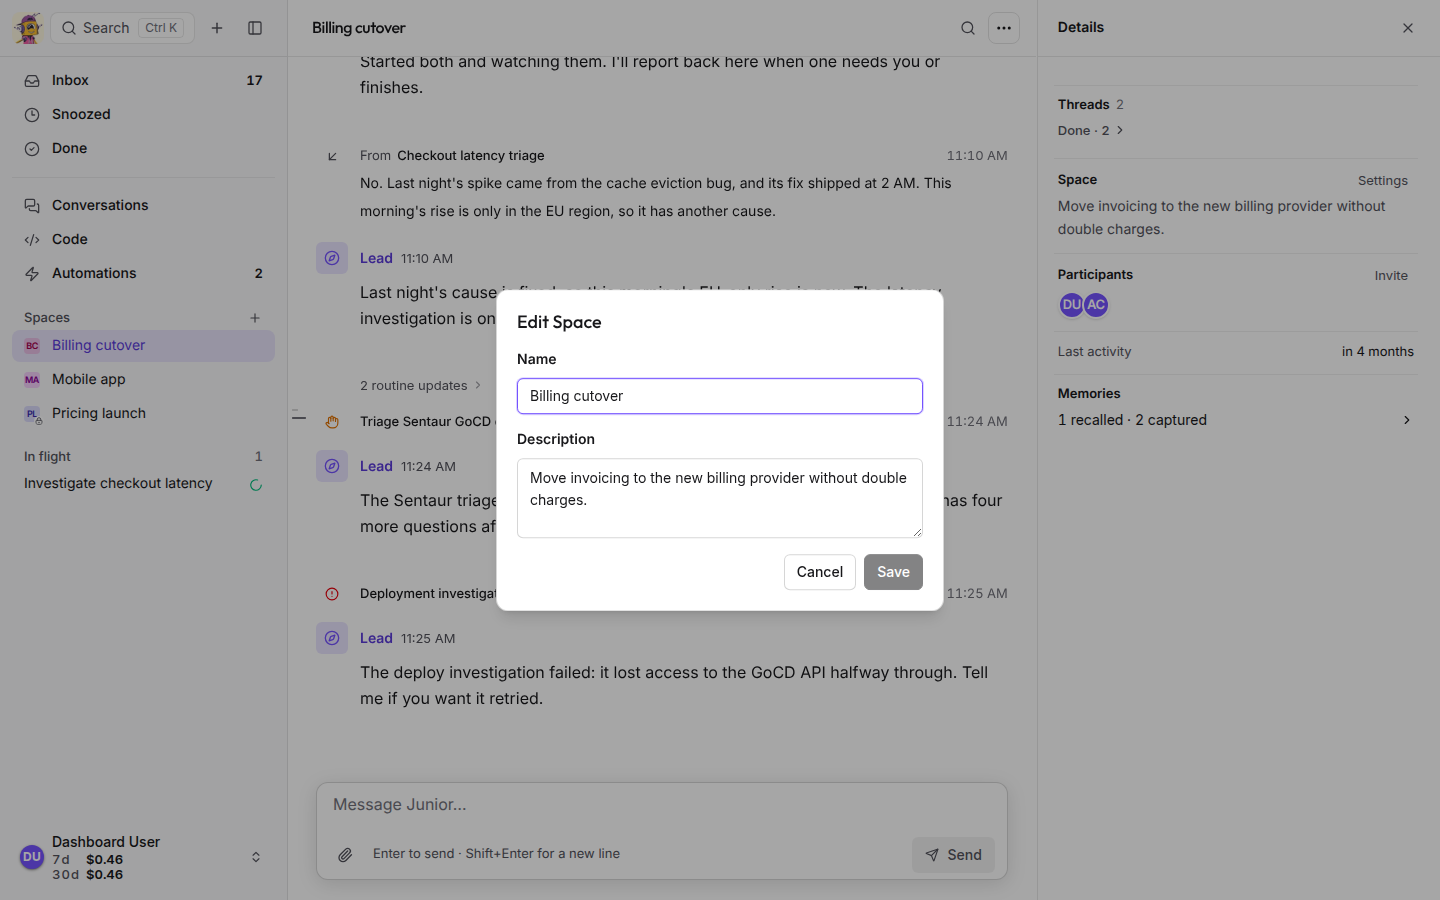 Search
Ctrl K
Inbox
17
Snoozed
Done
Conversations
Code
Automations
2
Spaces
BC
Billing cutover
MA
Mobile app
PL
Pricing launch
In flight
1
Investigate checkout latency
DU
Dashboard User
7d $0.46
30d $0.46
Billing cutover
Started both and watching them. I'll report back here when one needs you or
finishes.
From Checkout latency triage
11:10 AM
No. Last night's spike came from the cache eviction bug, and its fix shipped at 2 AM. This
morning's rise is only in the EU region, so it has another cause.
Lead 11:10 AM
Last night's cause
investigation is on
2 routine updates
Triage Sentaur GoCD
11:24 AM
Lead 11:24 AM
The Sentaur triage
has four
more questions
Deployment
11:25 AM
Lead 11:25 AM
The deploy investigation failed: it lost access to the GoCD API halfway through. Tell
me if you want it retried.
Message Junior...
Enter to send · Shift+Enter for a new line
Send
Edit Space
Name
Billing cutover
Description
Move invoicing to the new billing provider without double
charges.
Cancel
Save
Details
Threads 2
Done · 2
Space
Settings
Move invoicing to the new billing provider without
double charges.
Participants
Invite
DU
AC
Last activity
in 4 months
Memories
1 recalled · 2 captured